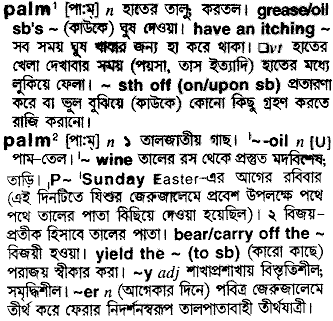 palm¹ [পা:ম্] n হাতের তালু; করতল। grease/oil
sb's ~ (কাউকে) ঘুষ দেওয়া। have an itching ~
সব সময় ঘুষ খাবার জন্য হা করে থাকা। □vt হাতের
খেলা দেখাবার সময় (পয়সা, তাস ইত্যাদি) হাতের মধ্যে
লুকিয়ে ফেলা। ~ sth off (on/upon sb) প্রতারণা
করে বা ভুল বুঝিয়ে (কাউকে) কোনো কিছু গ্রহণ করতে
রাজি করানো।
palm² [পা:ম্] n ১ তালজাতীয় গাছ। '~-oil n [U]
পাম-তেল। '~ wine তালের রস থেকে প্রস্তুত মদবিশেষ;
তাড়ি। P~ 'Sunday Easter-এর আগের রবিবার
(এই দিনটিতে যিশুর জেরুজালেমে প্রবেশ উপলক্ষে পথে
পথে তালের পাতা বিছিয়ে দেওয়া হয়েছিল)। ২ বিজয়-
প্রতীক হিসাবে তালের পাতা। bear/carry off the ~
বিজয়ী হওয়া। yield the ~ (to sb) (কারো কাছে)
পরাজয় স্বীকার করা। ~y adj শাখাপ্রশাখায় বিস্তৃতিশীল;
সমৃদ্ধিশীল। ~er n (আগেকার দিনে) পবিত্র জেরুজালেমে
তীর্থ করে ফেরার নিদর্শনস্বরূপ তালপাতাবাহী তীর্থযাত্রী।